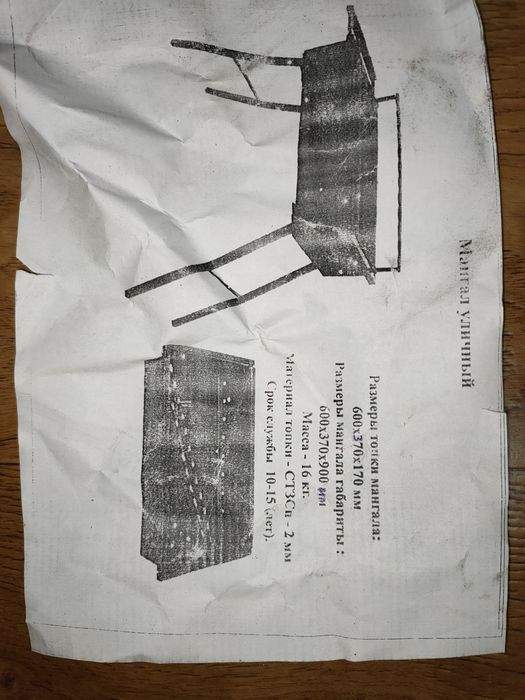 Мангал уличный
Размеры топки мангала:
600х370х170 мм
Размеры мангала габариты :
600х370х900 мм
Масса - 16 кг.
Материал топки - СТ3Сп - 2 мм
Срок службы 10-15 (лет).